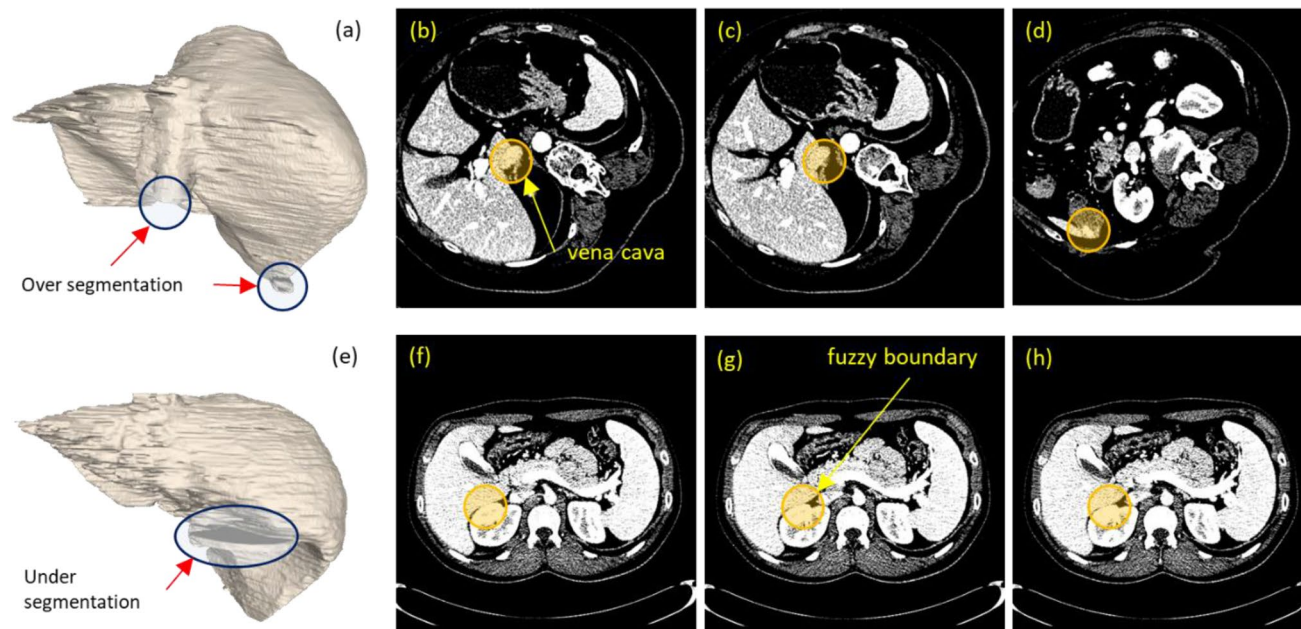 (a)
Over segmentation
(b)
vena cava
(c)
(d)
(e)
Under
segmentation
(f)
(g)
fuzzy boundary
(h)